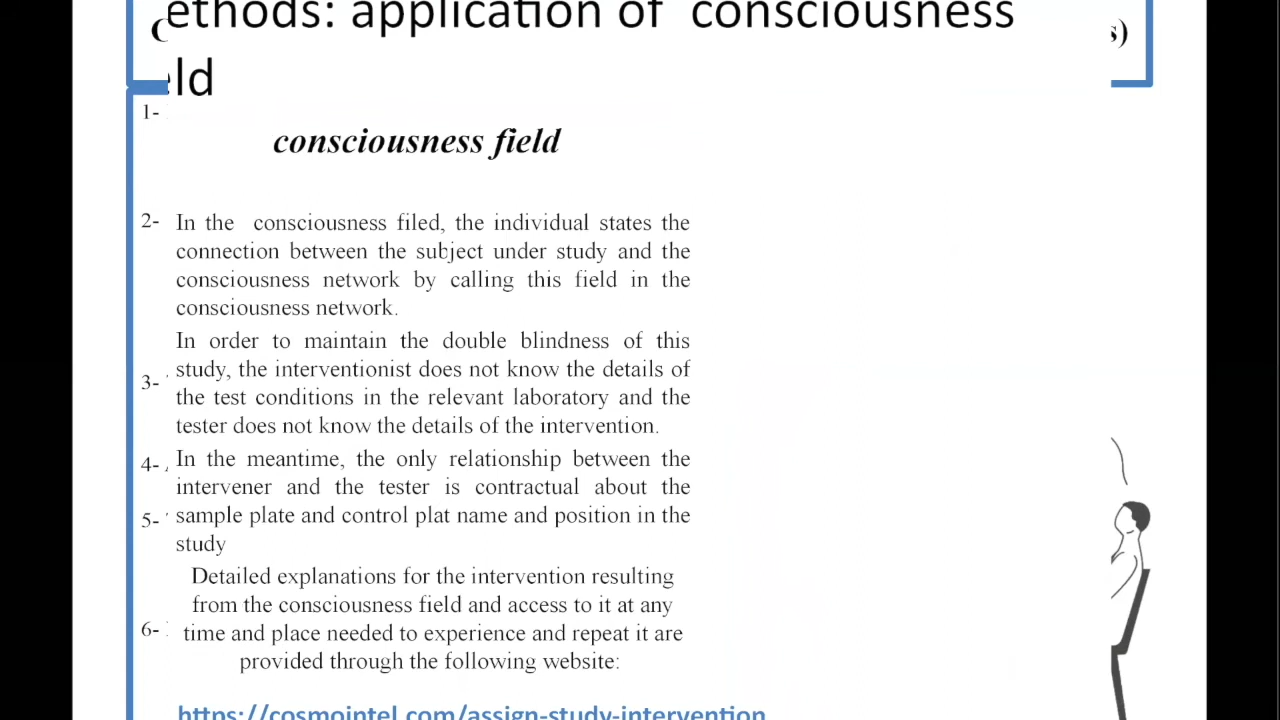 ethods: application of consciousness
s)
ld
1-
consciousness field
2- In the consciousness filed, the individual states the
connection between the subject under study and the
consciousness network by calling this field in the
consciousness network.
In order to maintain the double blindness of this
3- study, the interventionist does not know the details of
the test conditions in the relevant laboratory and the
tester does not know the details of the intervention.
4- In the meantime, the only relationship between the
intervener and the tester is contractual about the
5- sample plate and control plat name and position in the
study
Detailed explanations for the intervention resulting
from the consciousness field and access to it at any
6- time and place needed to experience and repeat it are
provided through the following website:
https://cosmointel.com/assign-study-intervention